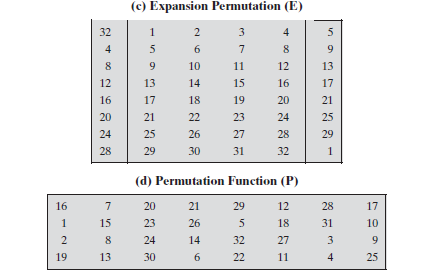 (c) Expansion Permutation (E)
32 1 2 3 4 5
4 5 6 7 8 9
8 9 10 11 12 13
12 13 14 15 16 17
16 17 18 19 20 21
20 21 22 23 24 25
24 25 26 27 28 29
28 29 30 31 32 1
(d) Permutation Function (P)
16 7 20 21 29 12 28 17
1 15 23 26 5 18 31 10
2 8 24 14 32 27 3 9
19 13 30 6 22 11 4 25